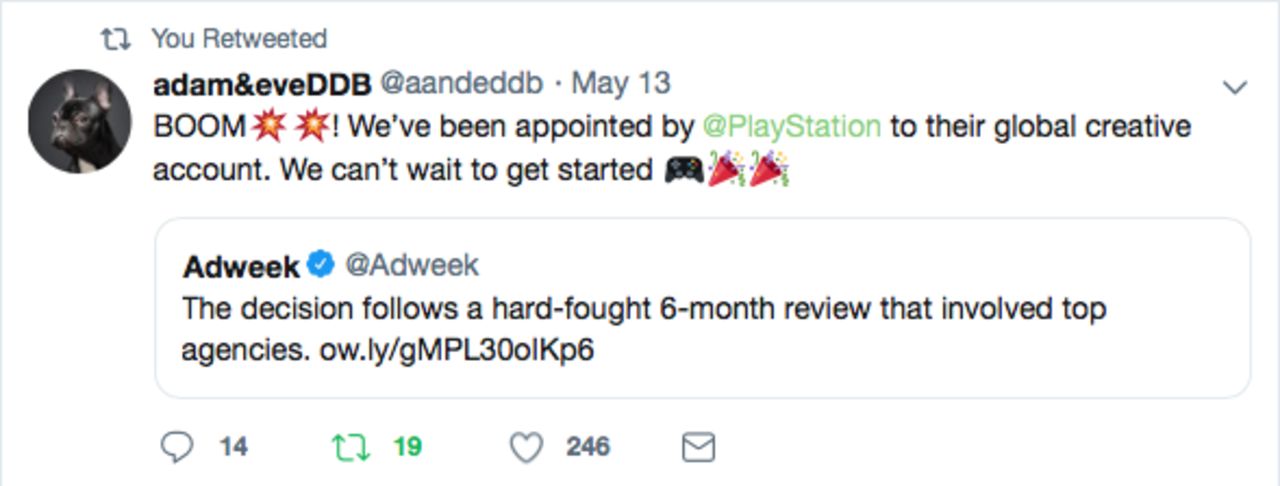 You Retweeted
adam&eveDDB @aandeddb · May 13
BOOM💥 💥! We’ve been appointed by @PlayStation to their global creative
account. We can’t wait to get started 🎮🎉🎉
Adweek @Adweek
The decision follows a hard-fought 6-month review that involved top
agencies. ow.ly/gMPL30olKp6
14 19 246